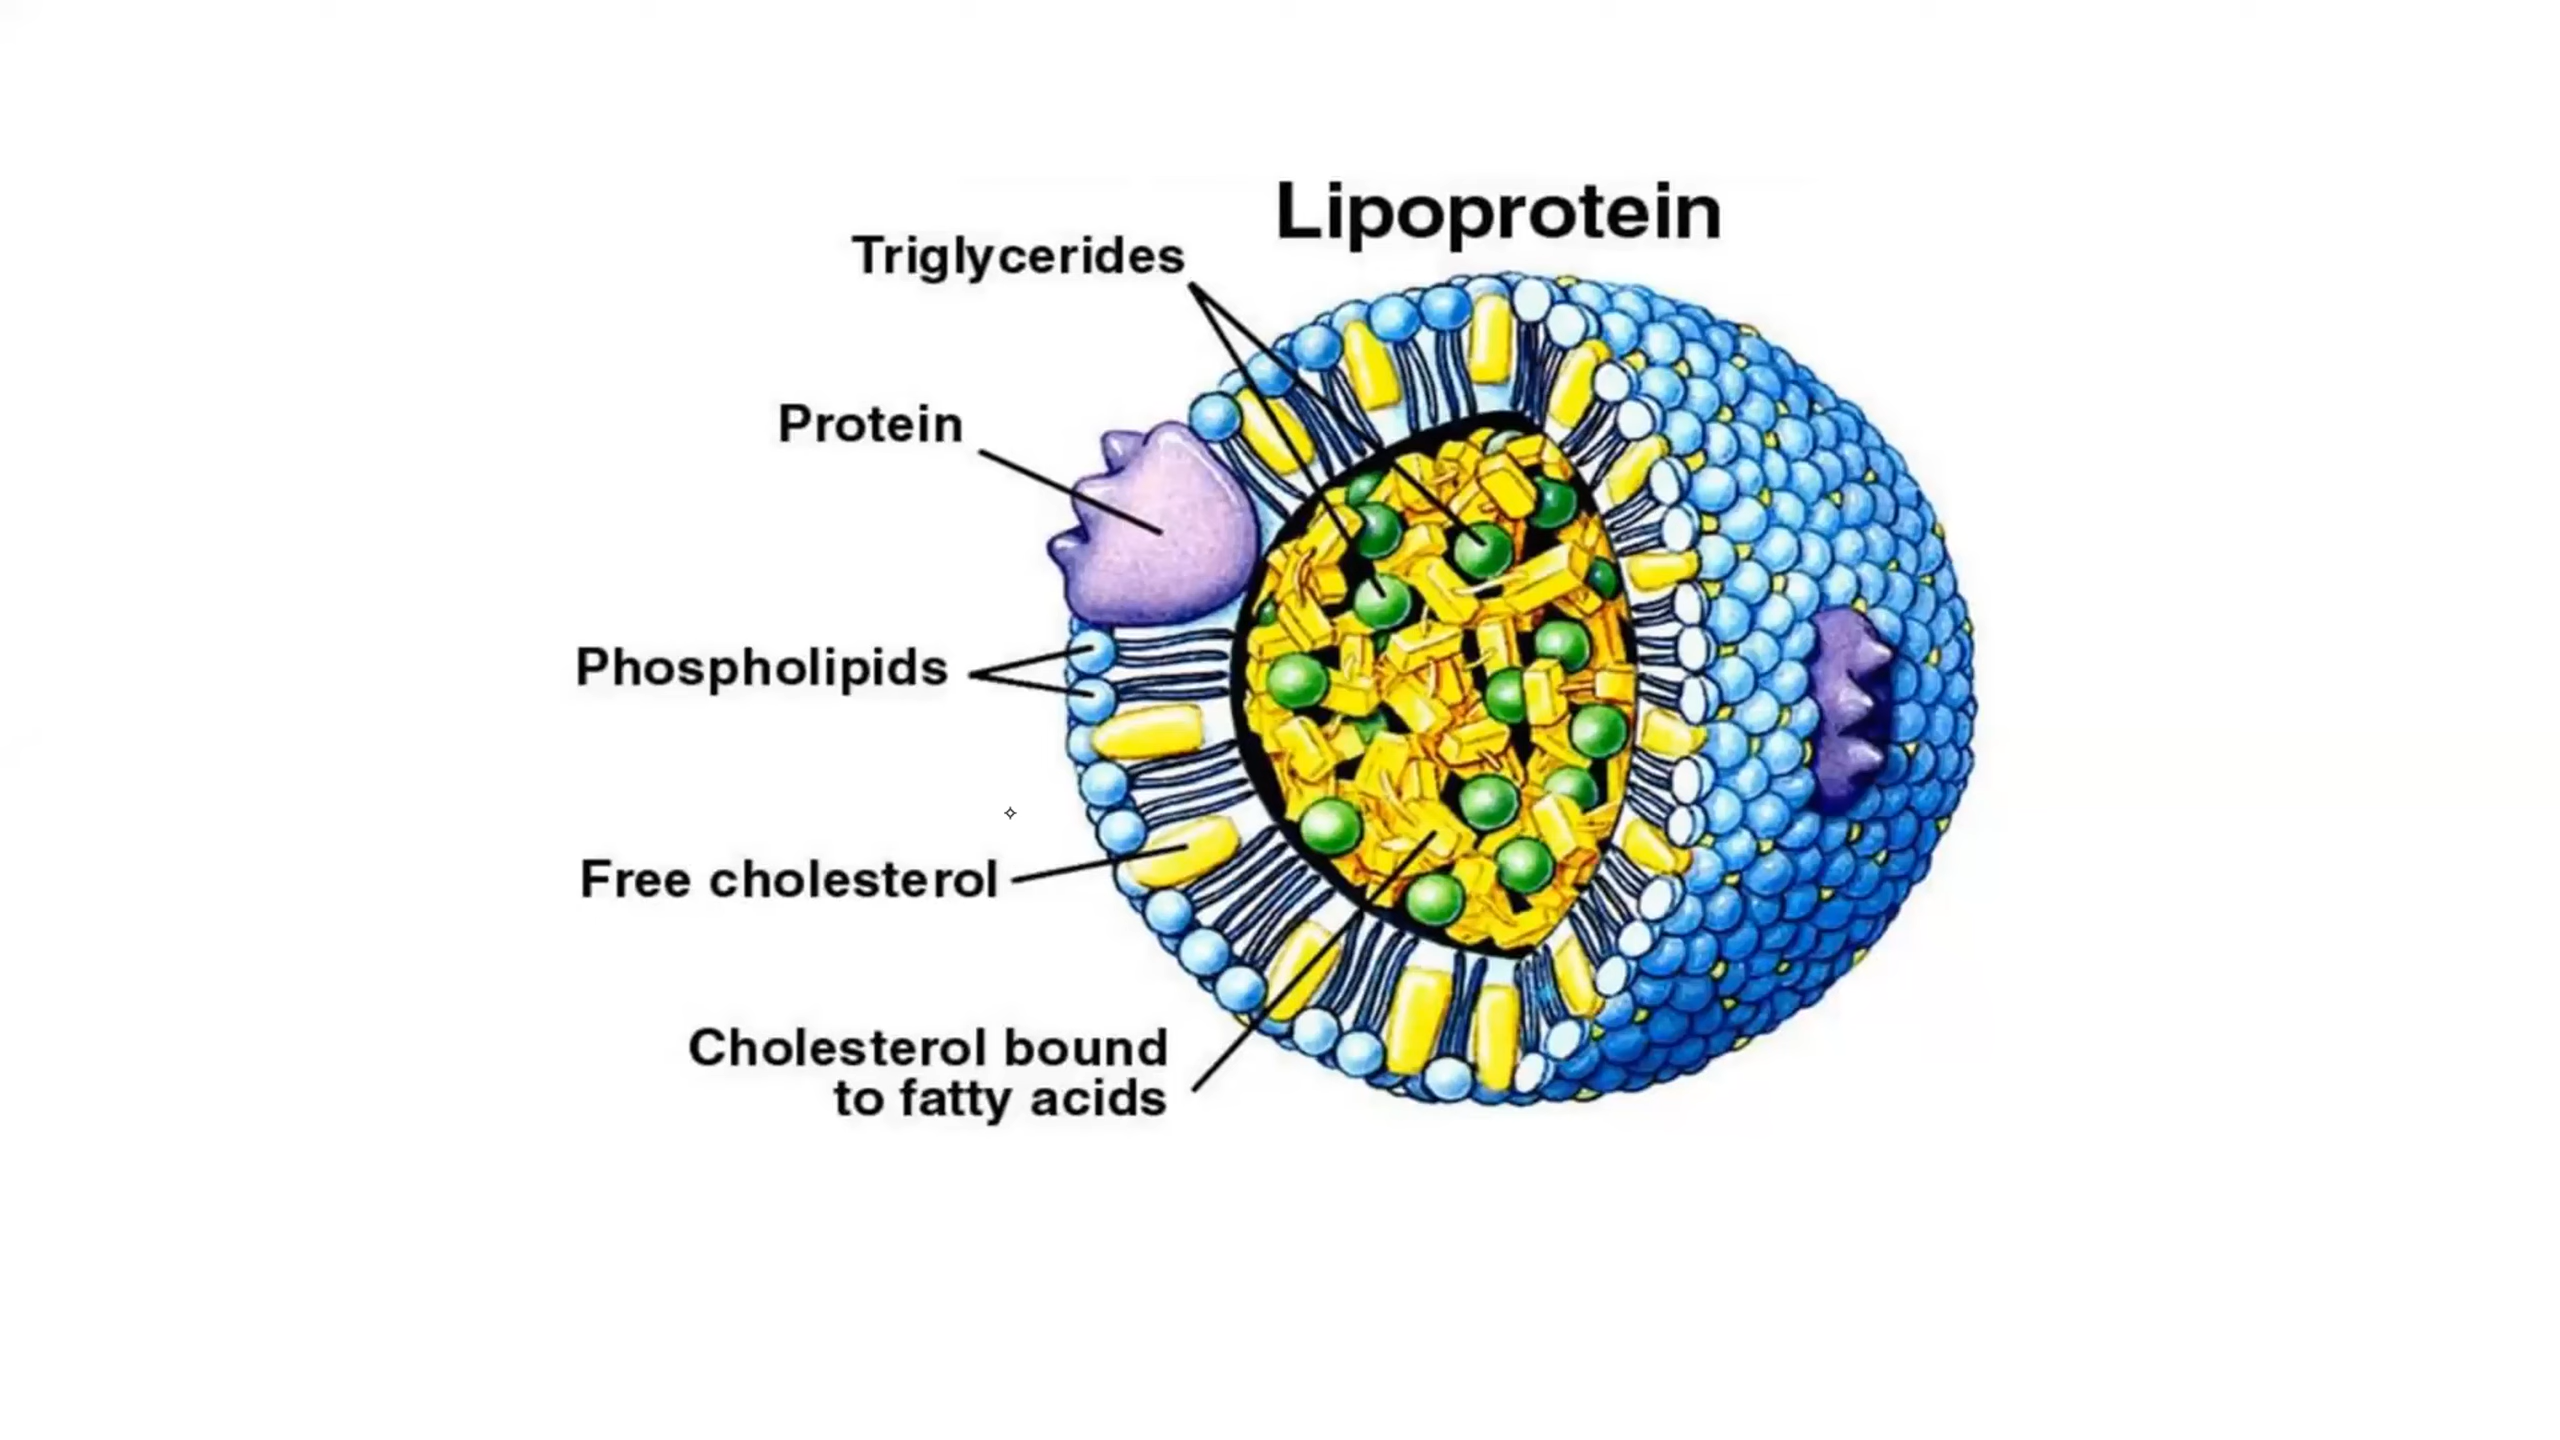 Lipoprotein
Triglycerides
Protein
Phospholipids
Free cholesterol
Cholesterol bound
to fatty acids